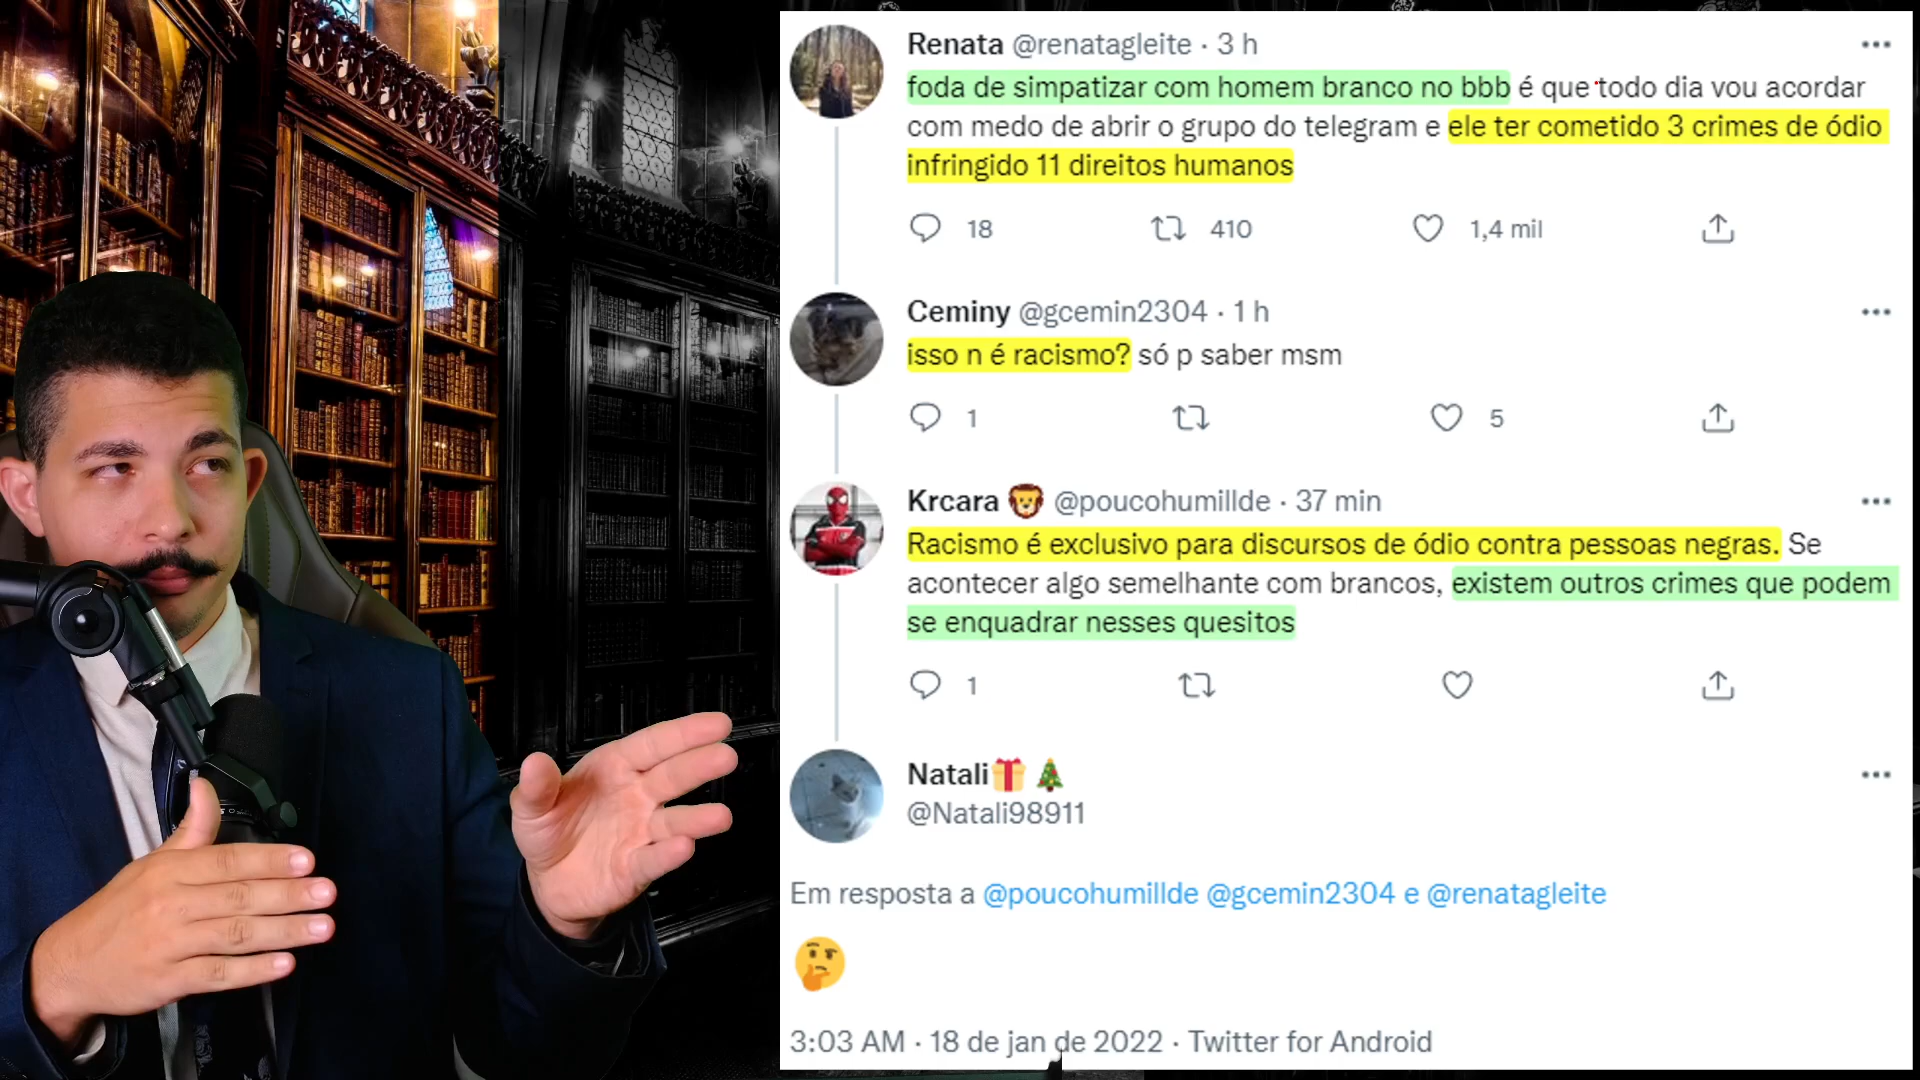 Renata @renatagleite · 3 h
foda de simpatizar com homem branco no bbb é que todo dia vou acordar
com medo de abrir o grupo do telegram e ele ter cometido 3 crimes de ódio
infringido 11 direitos humanos
18 410 1,4 mil
Ceminy @gcemin2304 · 1 h
isso n é racismo? só p saber msm
1 5
Krcara 🦁 @poucohumillde · 37 min
Racismo é exclusivo para discursos de ódio contra pessoas negras. Se
acontecer algo semelhante com brancos, existem outros crimes que podem
se enquadrar nesses quesitos
1
Natali🎁🎄
@Natali98911
Em resposta a @poucohumillde @gcemin2304 e @renatagleite
🤔
3:03 AM · 18 de jan de 2022 · Twitter for Android